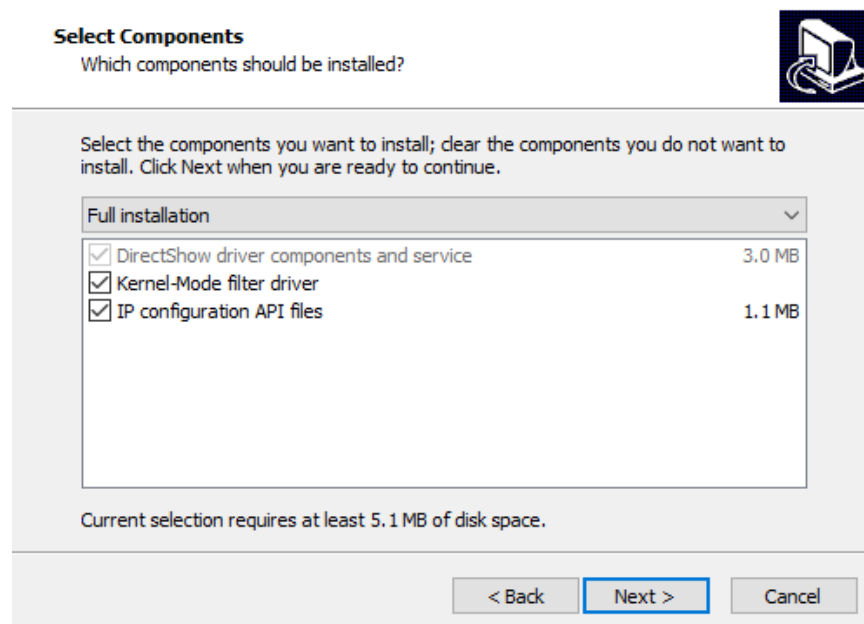 Select Components
Which components should be installed?
Select the components you want to install; clear the components you do not want to
install. Click Next when you are ready to continue.
Full installation
DirectShow driver components and service 3.0 MB
Kernel-Mode filter driver
IP configuration API files 1.1 MB
Current selection requires at least 5.1 MB of disk space.
< Back Next > Cancel